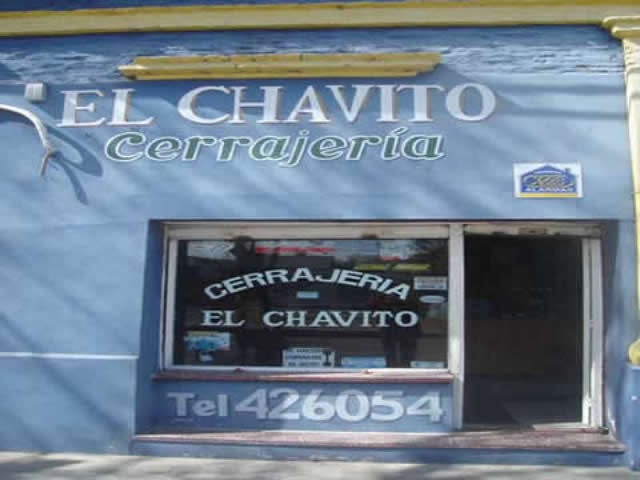 EL CHAVITO
Cerrajería
CERRAJERIA
EL CHAVITO
Tel 426054